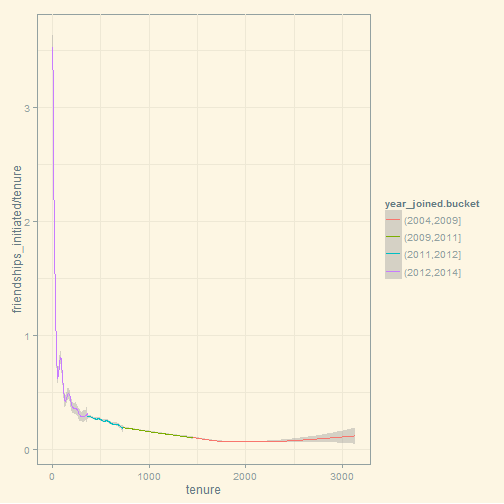 3
2
1
0
friendships_initiated/tenure
0 1000 2000 3000
tenure
year_joined.bucket
(2004,2009]
(2009,2011]
(2011,2012]
(2012,2014]